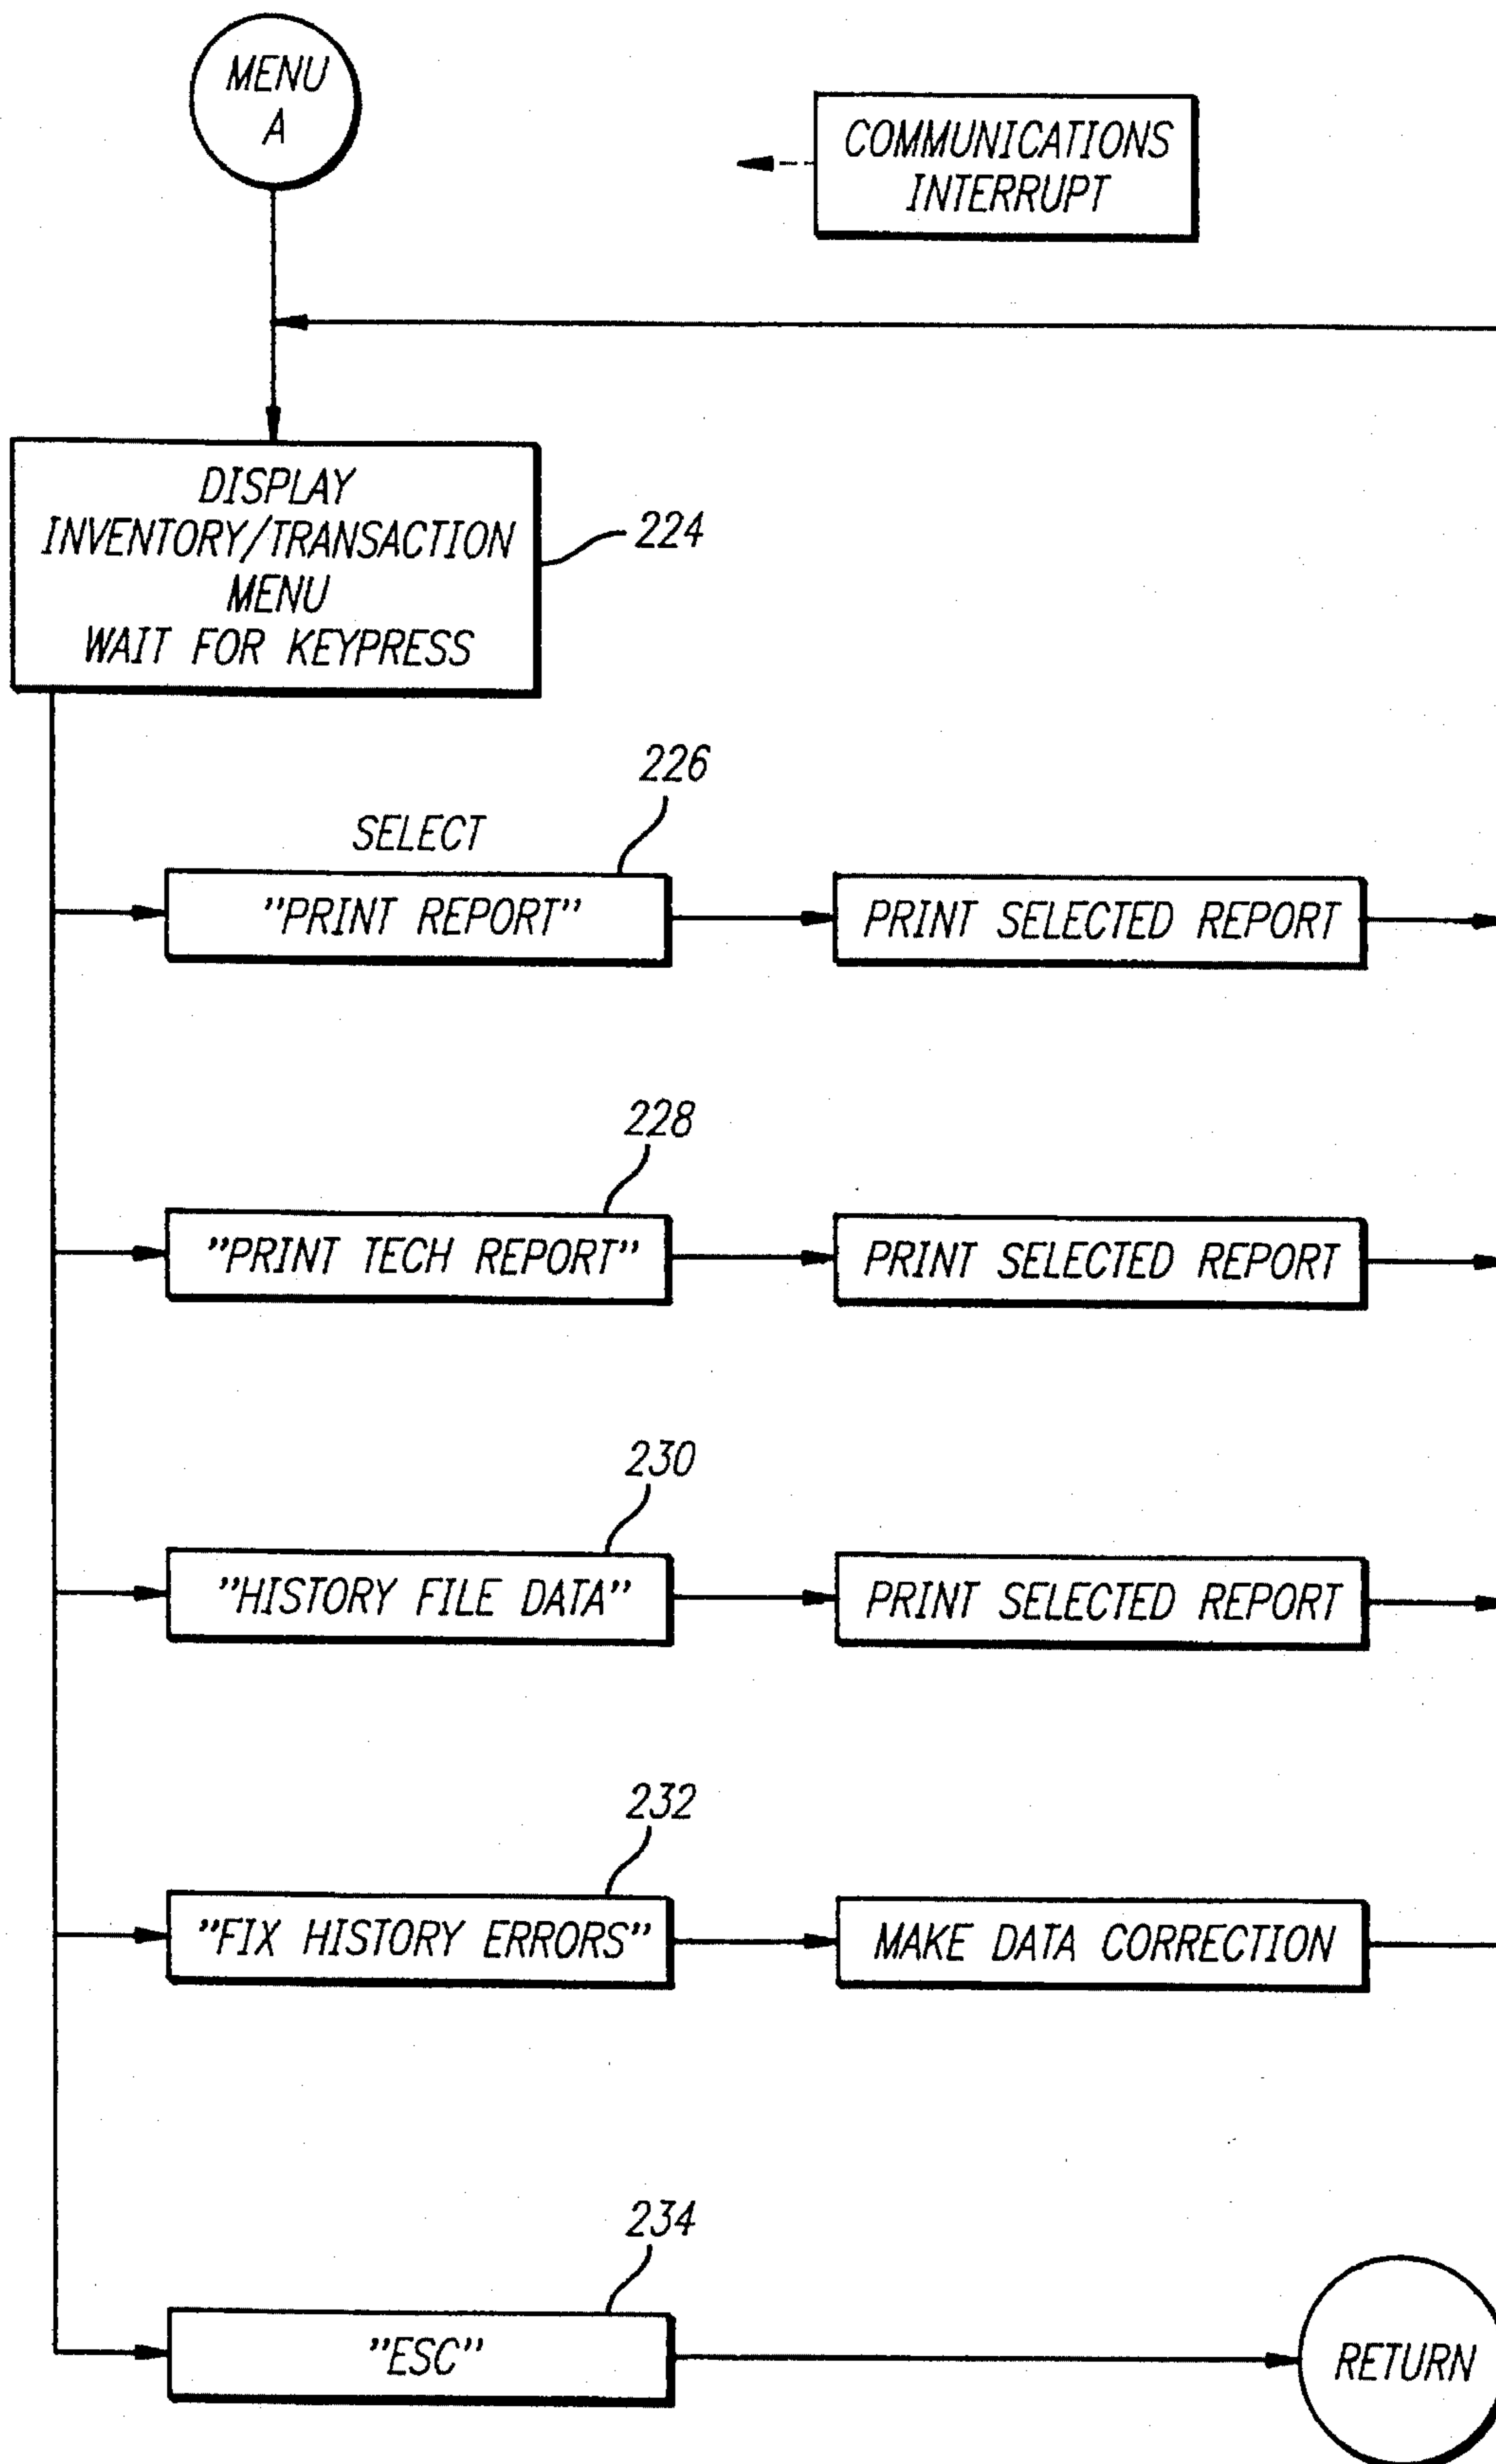 MENU
A
COMMUNICATIONS
INTERRUPT
DISPLAY
INVENTORY/TRANSACTION
MENU
WAIT FOR KEYPRESS
224
226
SELECT
"PRINT REPORT"
PRINT SELECTED REPORT
228
"PRINT TECH REPORT"
PRINT SELECTED REPORT
230
"HISTORY FILE DATA"
PRINT SELECTED REPORT
232
"FIX HISTORY ERRORS"
MAKE DATA CORRECTION
234
"ESC"
RETURN